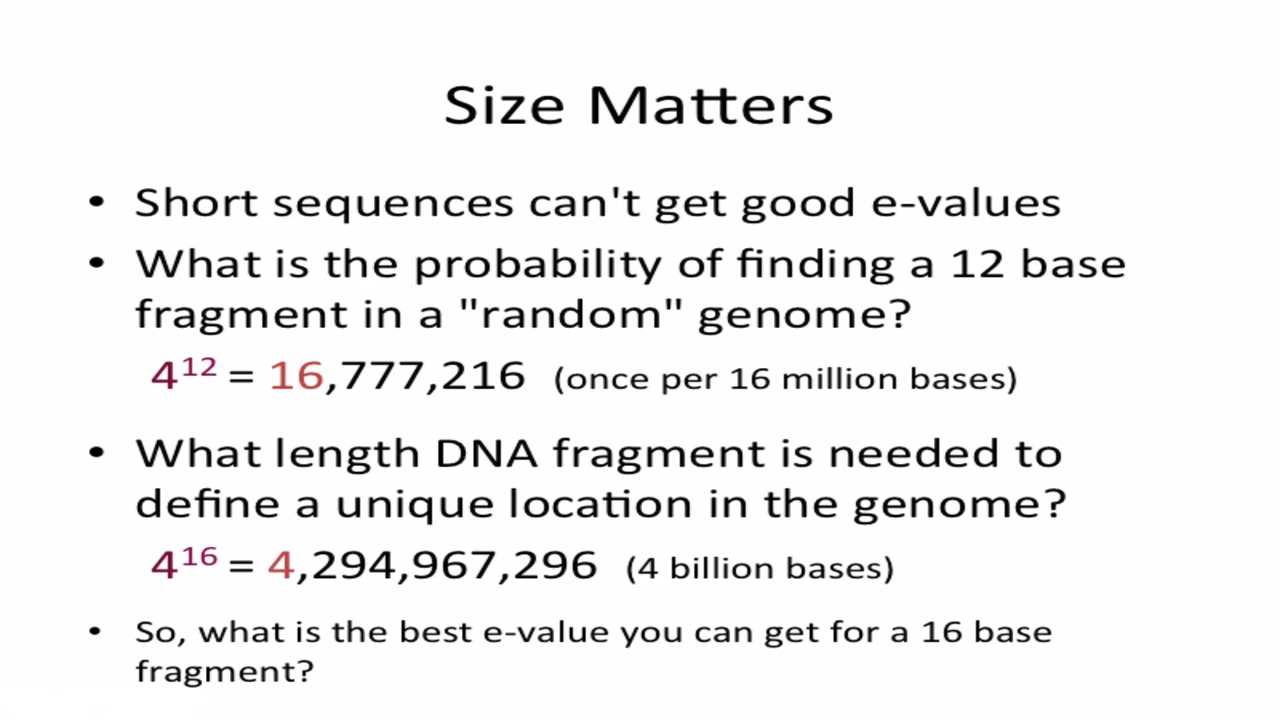 Size Matters
• Short sequences can't get good e-values
• What is the probability of finding a 12 base
fragment in a "random" genome?
4¹² = 16,777,216 (once per 16 million bases)
• What length DNA fragment is needed to
define a unique location in the genome?
4¹⁶ = 4,294,967,296 (4 billion bases)
• So, what is the best e-value you can get for a 16 base
fragment?